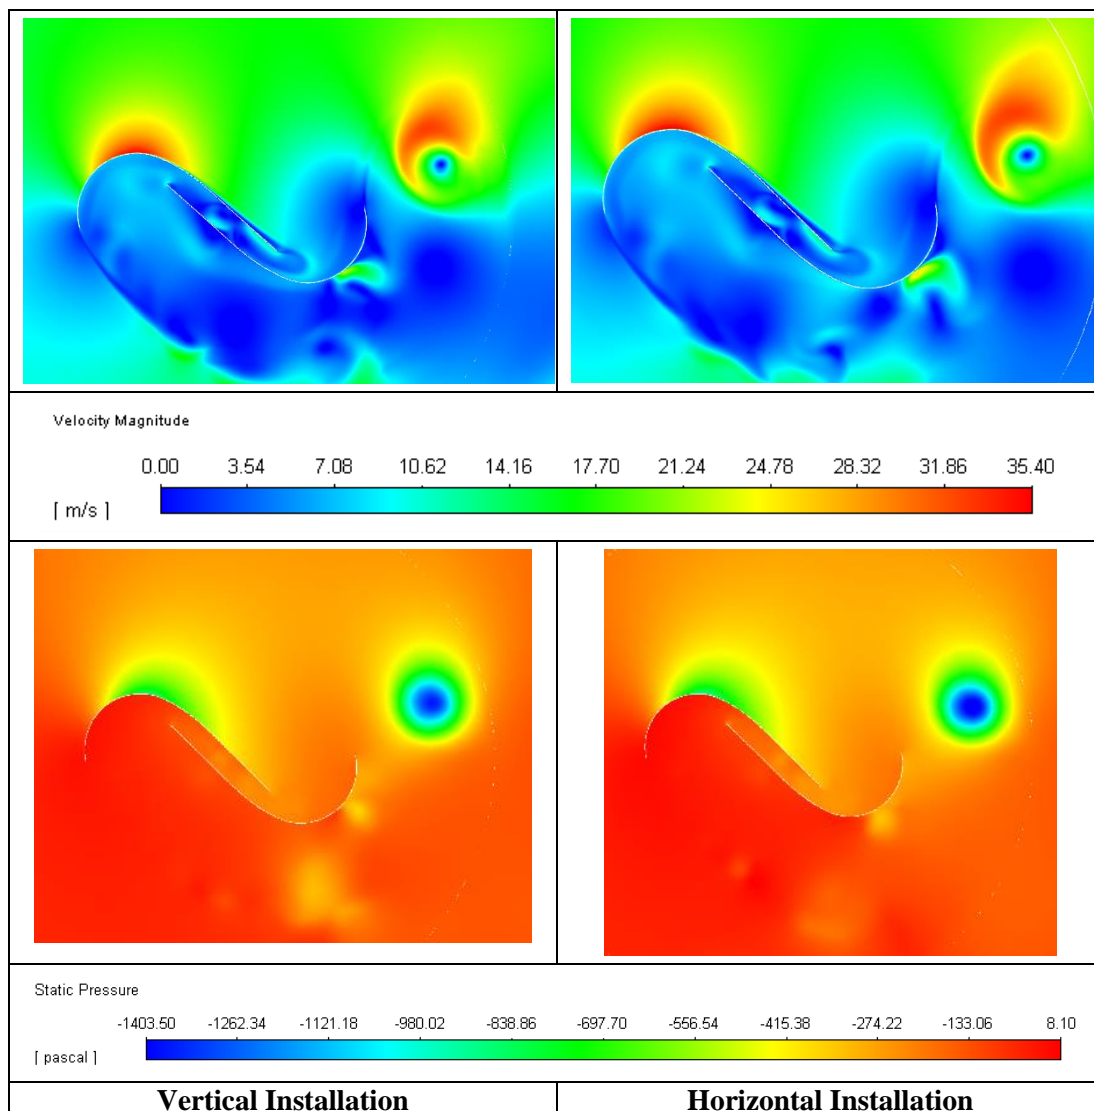 Velocity Magnitude
0.00 3.54 7.08 10.62 14.16 17.70 21.24 24.78 28.32 31.86 35.40
[ m/s ]
Static Pressure
-1403.50 -1262.34 -1121.18 -980.02 -838.86 -697.70 -556.54 -415.38 -274.22 -133.06 8.10
[ pascal ]
Vertical Installation Horizontal Installation